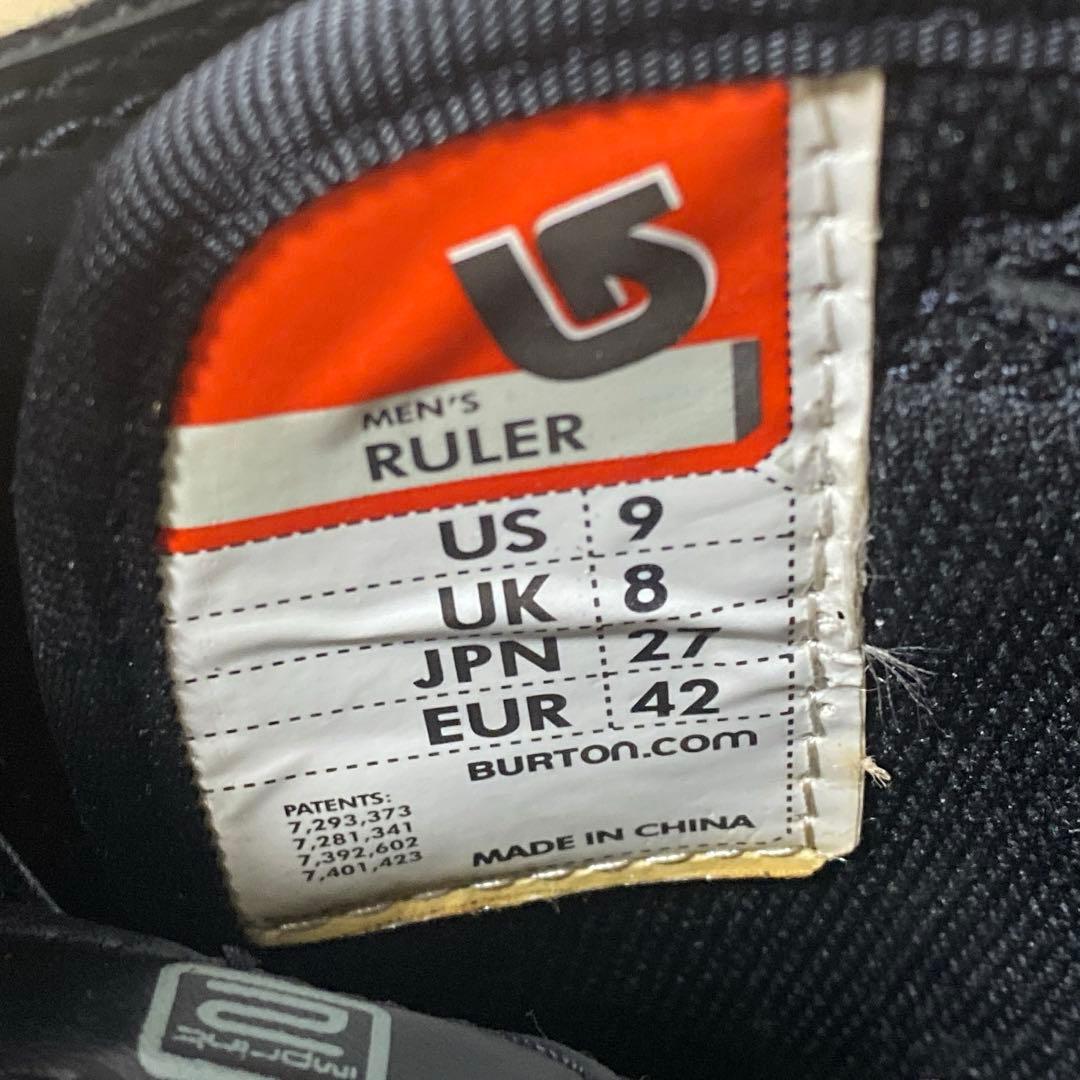 MEN'S
RULER
US 9
UK 8
JPN 27
EUR 42
BURTON.COM
PATENTS:
7,293,373
7,281,341
7,392,602
7,401,423
MADE IN CHINA
imprint